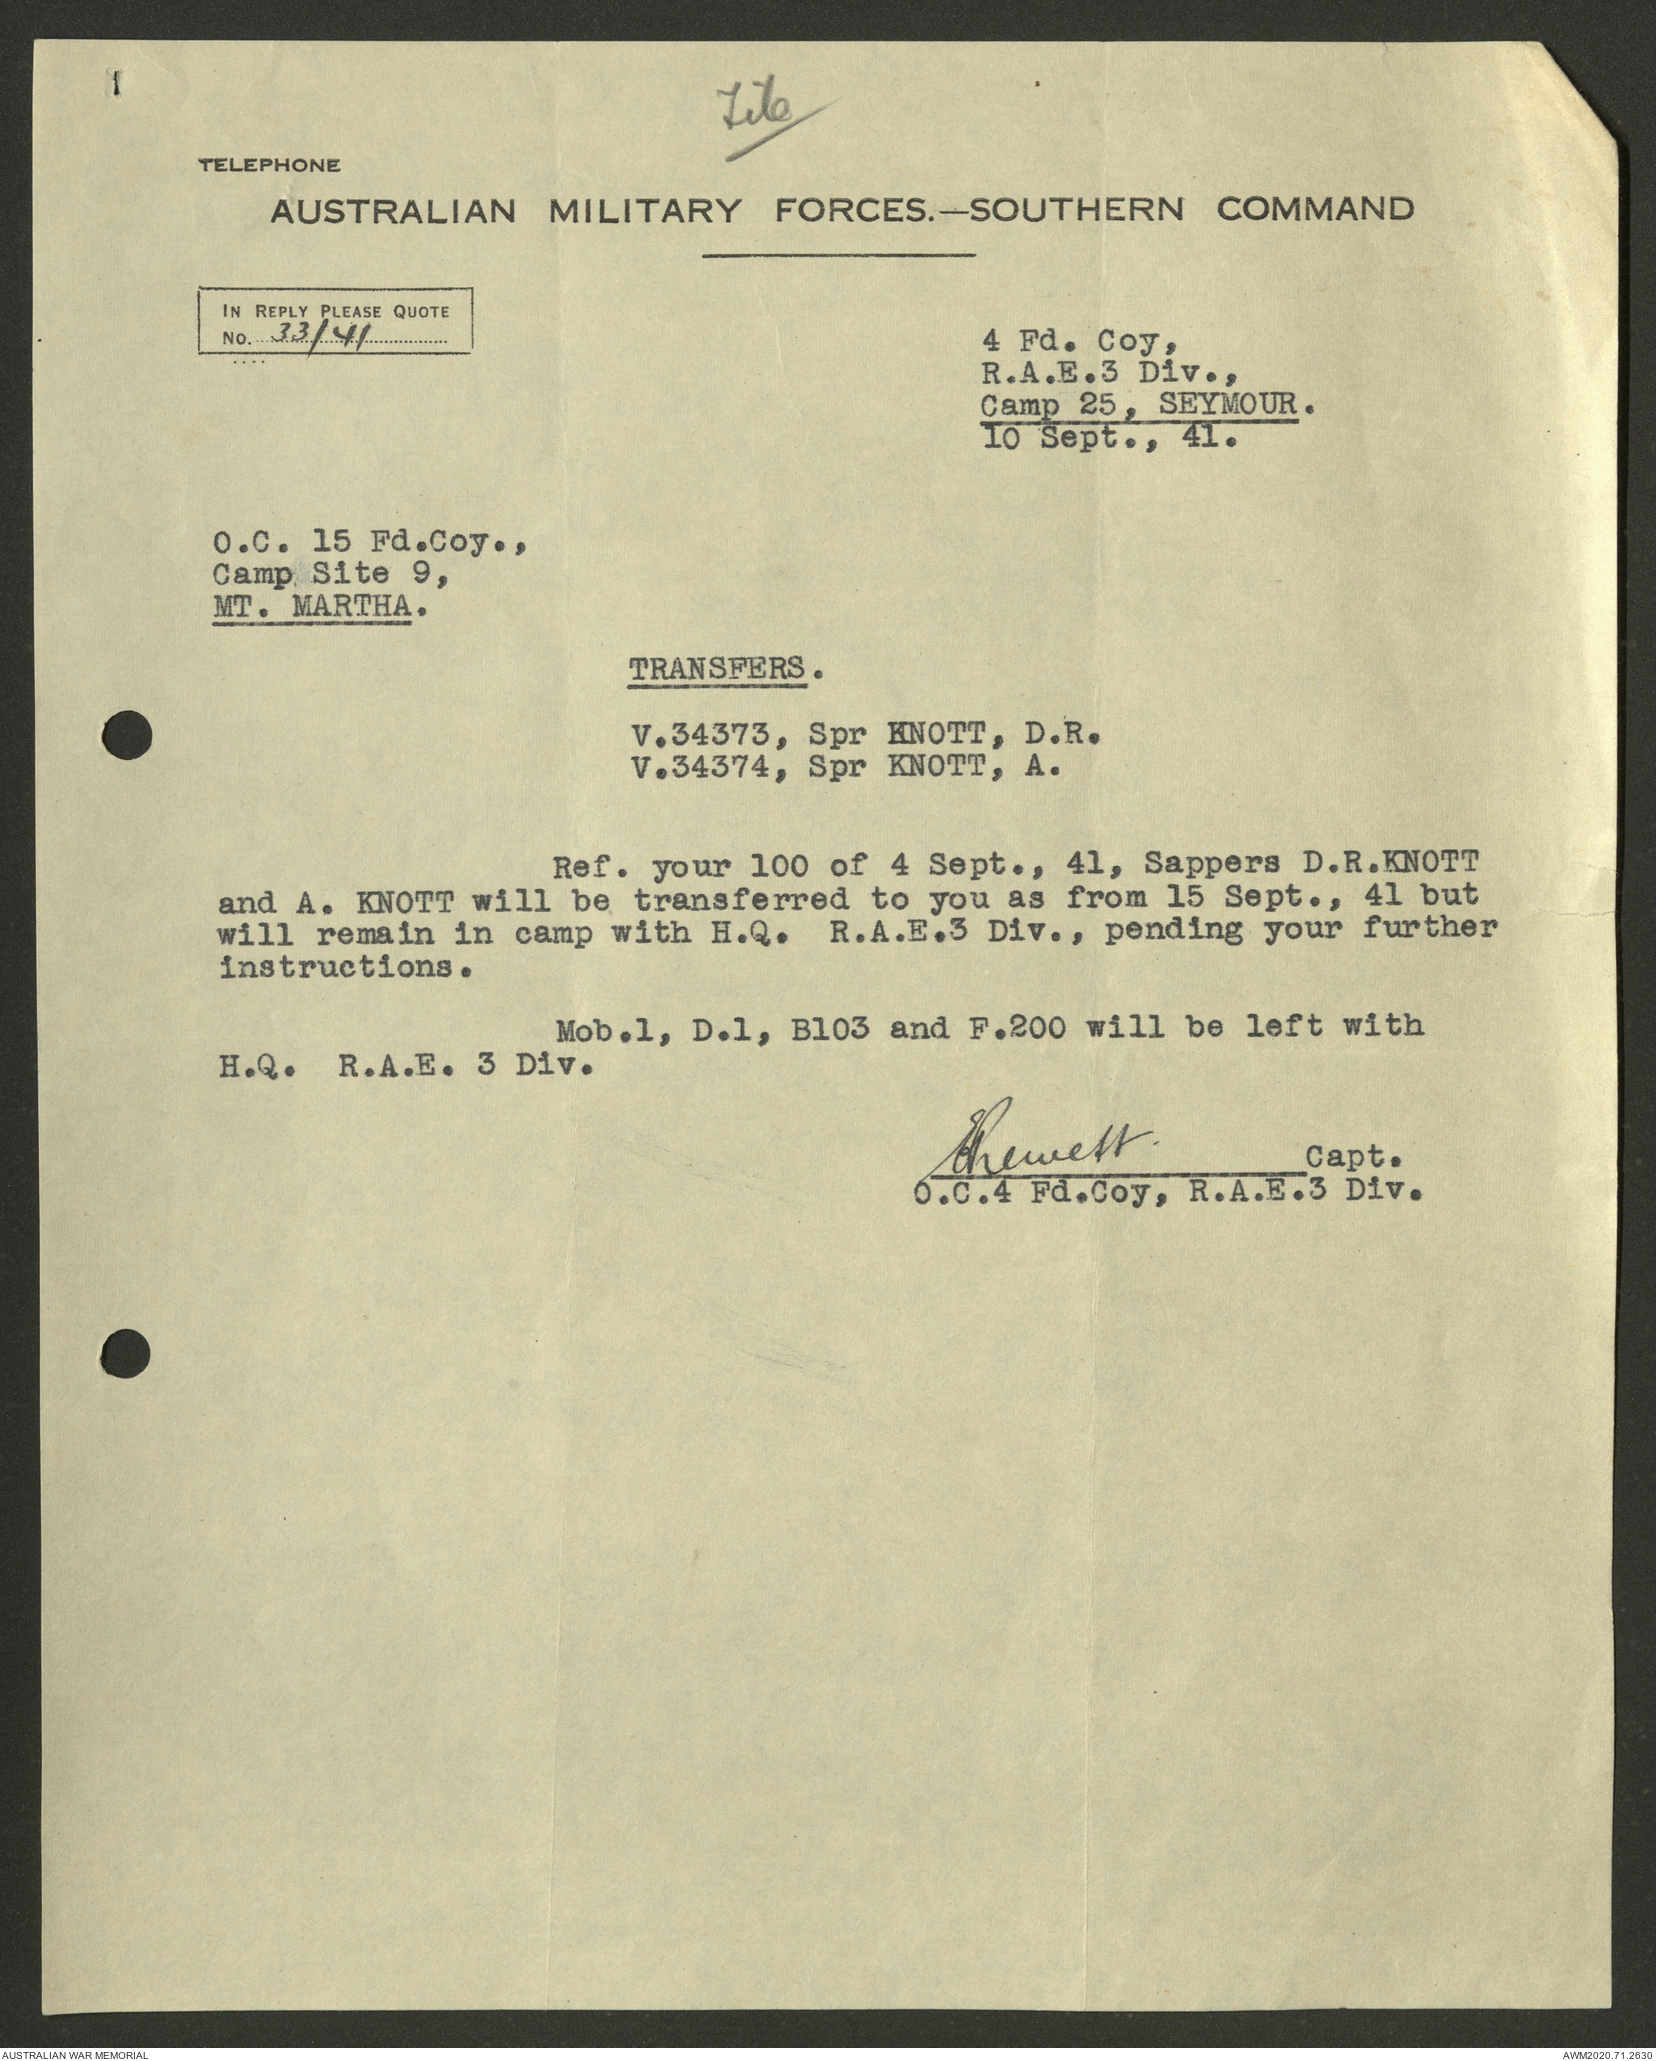 File
TELEPHONE
AUSTRALIAN MILITARY FORCES.—SOUTHERN COMMAND
IN REPLY PLEASE QUOTE
No. 33/41
4 Fd. Coy,
R.A.E.3 Div.,
Camp 25, SEYMOUR.
10 Sept., 41.
O.C. 15 Fd.Coy.,
Camp Site 9,
MT. MARTHA.
TRANSFERS.
V.34373, Spr KNOTT, D.R.
V.34374, Spr KNOTT, A.
Ref. your 100 of 4 Sept., 41, Sappers D.R.KNOTT
and A. KNOTT will be transferred to you as from 15 Sept., 41 but
will remain in camp with H.Q. R.A.E.3 Div., pending your further
instructions.
Mob.1, D.1, B103 and F.200 will be left with
H.Q. R.A.E. 3 Div.
Capt.
O.C.4 Fd.Coy, R.A.E.3 Div.
AUSTRALIAN WAR MEMORIAL
AWM2020.71.2630